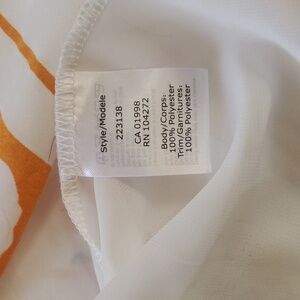 Style/Modele
223138
CA 01998
RN 104272
Body/Corps:
100% Polyester
Trim/Garnitures:
100% Polyester